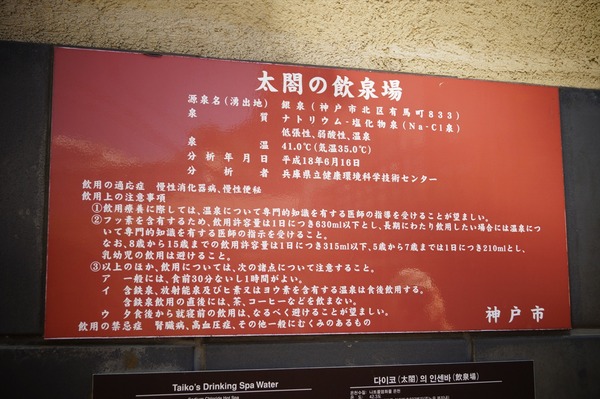 太閤の飲泉場
源泉名(湧出地) 銀泉(神戸市北区有馬町833)
泉質 ナトリウム-塩化物泉(Na-Cl泉)
低張性、弱酸性、温泉
泉温 41.0℃(気温35.0℃)
分析年月日 平成18年6月16日
分析者 兵庫県立健康環境科学技術センター
飲用の適応症 慢性消化器病、慢性便秘
飲用上の注意事項
①飲用療養に際しては、温泉について専門的知識を有する医師の指導を受けることが望ましい。
②フッ素を含有するため、飲用許容量は1日につき630ml以下とし、長期にわたり飲用したい場合には温泉につ
いて専門的な知識を有する医師の指示を受けること。
なお、8歳から15歳までの飲用許容量は1日につき315ml以下、5歳から7歳までは1日につき210mlとし、
乳幼児の飲用は避けること。
③以上のほか、飲用については、次の諸点について注意すること。
ア 一般には、食前30分ないし1時間がよい。
イ 含鉄泉、放射能泉及びヒ素又はヨウ素を含有する温泉は食後飲用する。
含鉄泉飲用の直後には、茶、コーヒーなどを飲まない。
ウ 夕食後から就寝前の飲用は、なるべく避けることが望ましい。
飲用の禁忌症 腎臓病、高血圧症、その他一般にむくみのあるもの
神戸市
Taiko's Drinking Spa Water
Sodium Chloride Hot Spa
다이코(太閤)의 인센바(飲泉場)